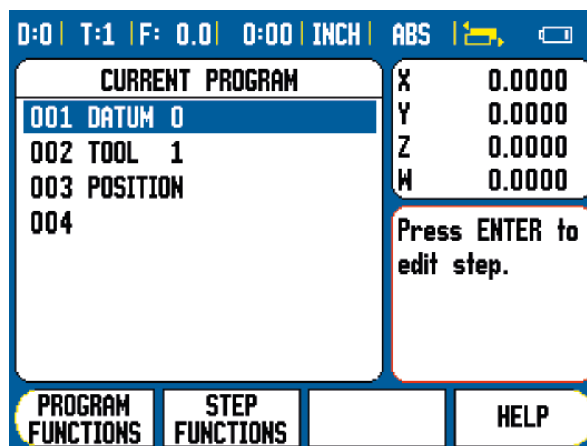 D:0 | T:1 | F: 0.0 | 0:00 | INCH | ABS
CURRENT PROGRAM
001 DATUM 0
002 TOOL 1
003 POSITION
004
X 0.0000
Y 0.0000
Z 0.0000
W 0.0000
Press ENTER to
edit step.
PROGRAM
FUNCTIONS
STEP
FUNCTIONS
HELP